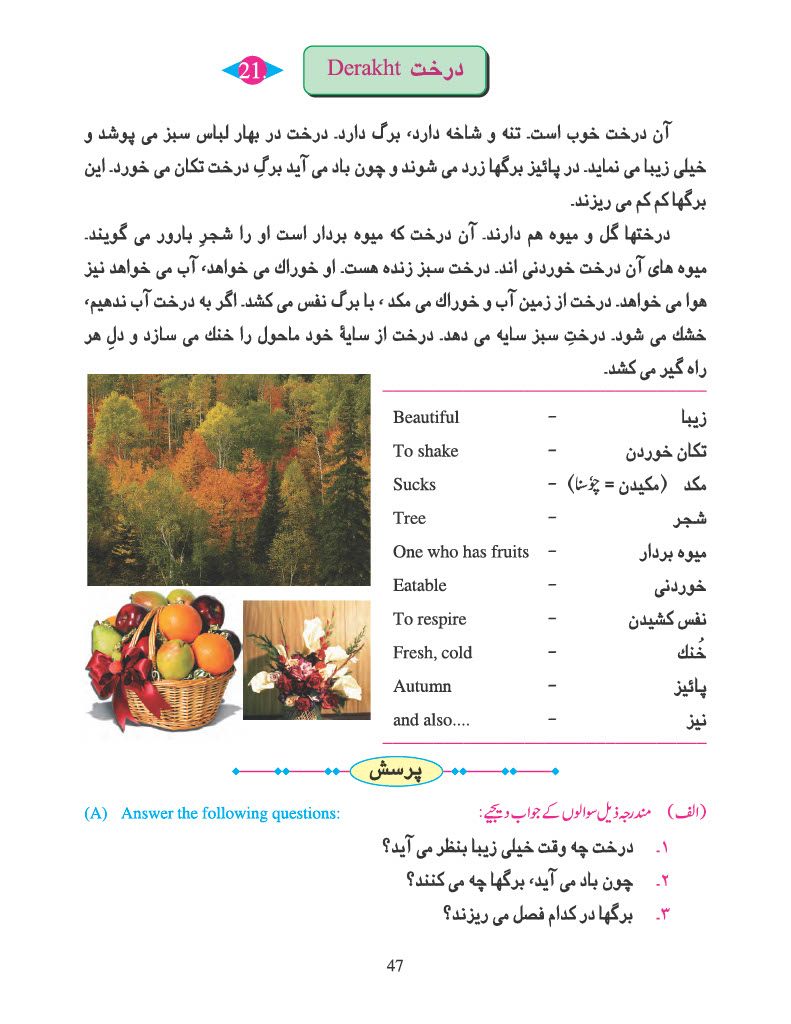 21.
Derakht درخت
آن درخت خوب است۔ تنه و شاخه دارد، برگ دارد۔ درخت در بهار لباس سبز می پوشد و
خیلی زیبا می نماید۔ در پائیز برگها زرد می شوند و چون باد می آید برگِ درخت تکان می خورد۔ این
برگها کم کم می ریزند۔
درختها گل و میوه هم دارند۔ آن درخت که میوه بردار است او را شجرِ بارور می گویند۔
میوه های آن درخت خوردنی اند۔ درخت سبز زنده هست۔ او خوراك می خواهد، آب می خواهد نیز
هوا می خواهد۔ درخت از زمین آب و خوراك می مکد ، با برگ نفس می کشد۔ اگر به درخت آب ندهیم،
خشك می شود۔ درختِ سبز سایه می دهد۔ درخت از سایۀ خود ماحول را خنك می سازد و دلِ هر
راه گیر می کشد۔
زیبا - Beautiful
تکان خوردن - To shake
مکد (مکیدن = چوٗسنا) - Sucks
شجر - Tree
میوه بردار - One who has fruits
خوردنی - Eatable
نفس کشیدن - To respire
خُنك - Fresh, cold
پائیز - Autumn
نیز - and also....
پرسش
(A) Answer the following questions: (الف) مندرجہ ذیل سوالوں کے جواب دیجیے:
۱۔ درخت چه وقت خیلی زیبا بنظر می آید؟
۲۔ چون باد می آید، برگها چه می کنند؟
۳۔ برگها در کدام فصل می ریزند؟
47